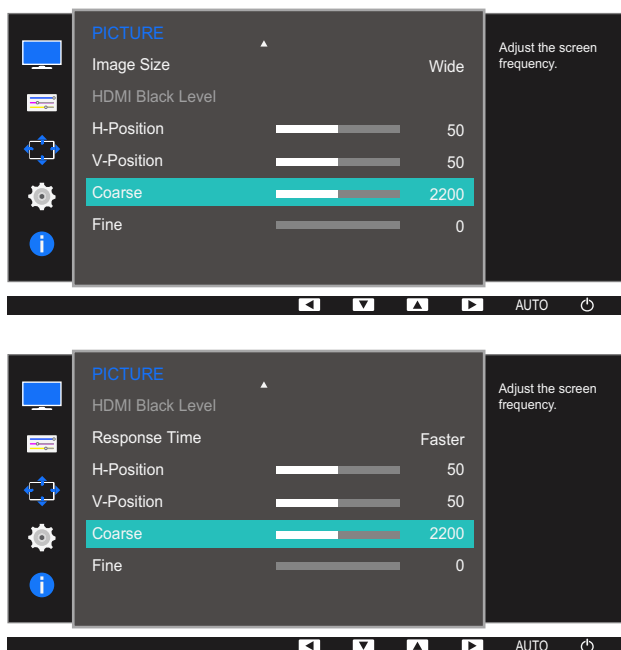 PICTURE
Image Size Wide
HDMI Black Level
H-Position 50
V-Position 50
Coarse 2200
Fine 0
Adjust the screen
frequency.
AUTO
PICTURE
HDMI Black Level
Response Time Faster
H-Position 50
V-Position 50
Coarse 2200
Fine 0
Adjust the screen
frequency.
AUTO